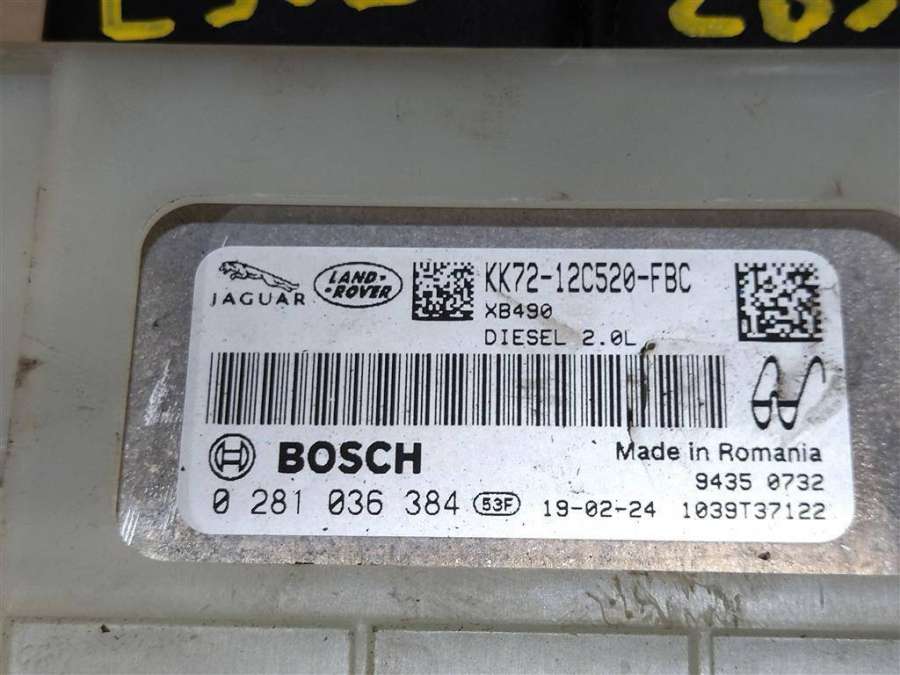 JAGUAR
LAND-
-ROVER
KK72-12C520-FBC
XB490
DIESEL 2.0L
BOSCH
Made in Romania
9435 0732
0 281 036 384 53F 19-02-24 1039T37122